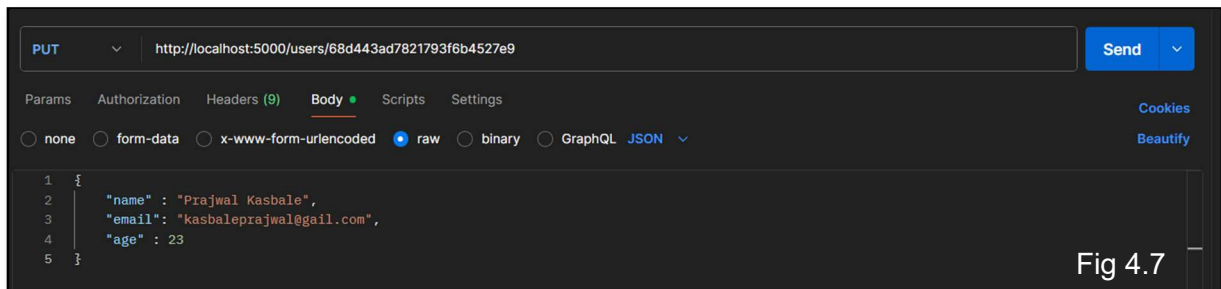 PUT http://localhost:5000/users/68d443ad7821793f6b4527e9 Send
Params Authorization Headers (9) Body Scripts Settings Cookies
none form-data x-www-form-urlencoded raw binary GraphQL JSON Beautify
1 {
2 "name" : "Prajwal Kasbale",
3 "email": "kasbaleprajwal@gail.com",
4 "age" : 23
5 }
Fig 4.7